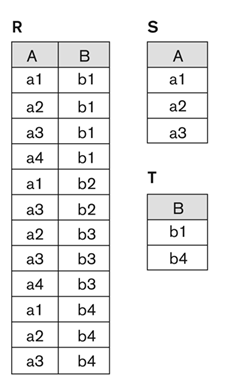 R
A B
a1 b1
a2 b1
a3 b1
a4 b1
a1 b2
a3 b2
a2 b3
a3 b3
a4 b3
a1 b4
a2 b4
a3 b4
S
A
a1
a2
a3
T
B
b1
b4